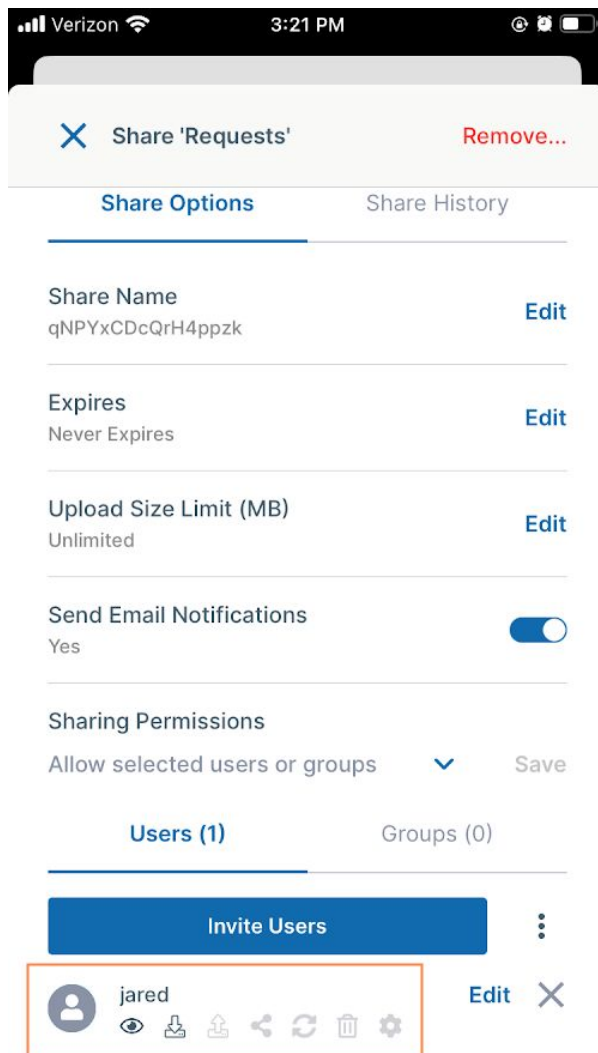 Verizon 3:21 PM
Share 'Requests' Remove...
Share Options Share History
Share Name
qNPYxCDcQrH4ppzk
Edit
Expires
Never Expires
Edit
Upload Size Limit (MB)
Unlimited
Edit
Send Email Notifications
Yes
Sharing Permissions
Allow selected users or groups Save
Users (1) Groups (0)
Invite Users
jared Edit